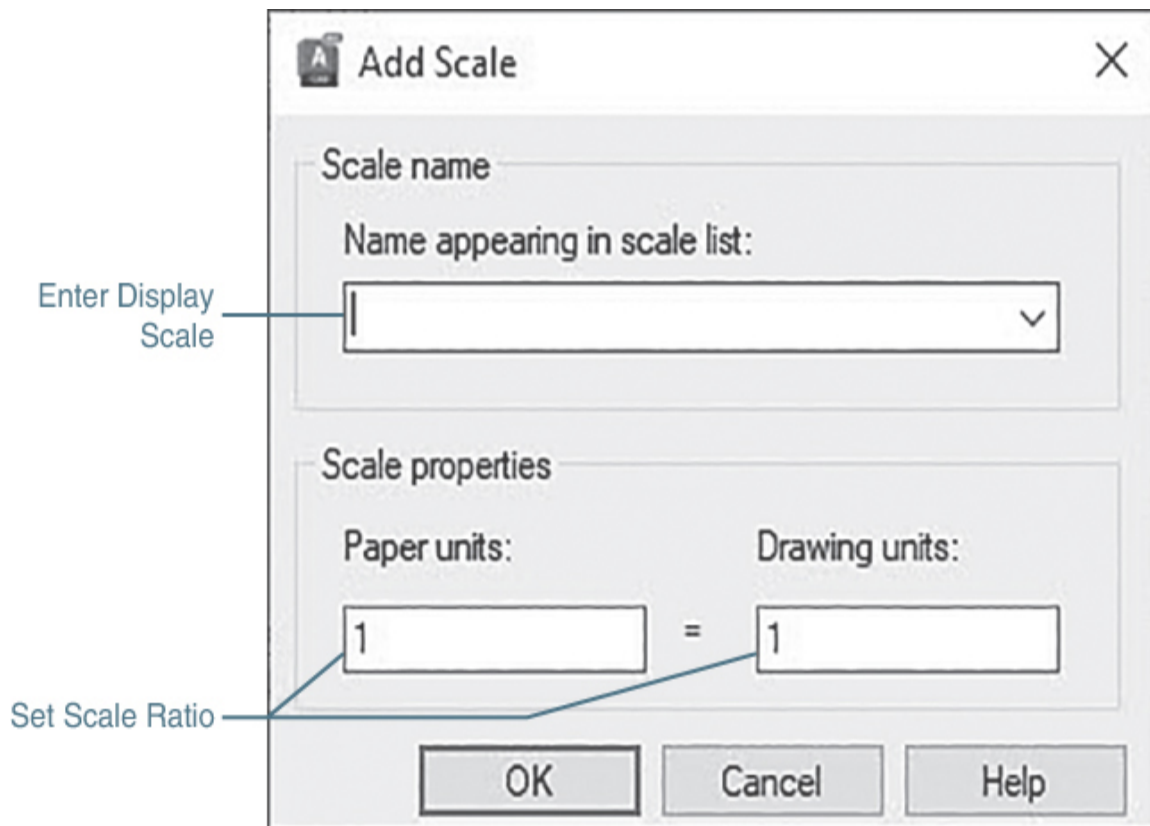 Add Scale
Scale name
Name appearing in scale list:
Enter Display
Scale
Scale properties
Paper units:
Drawing units:
1
=
1
Set Scale Ratio
OK
Cancel
Help